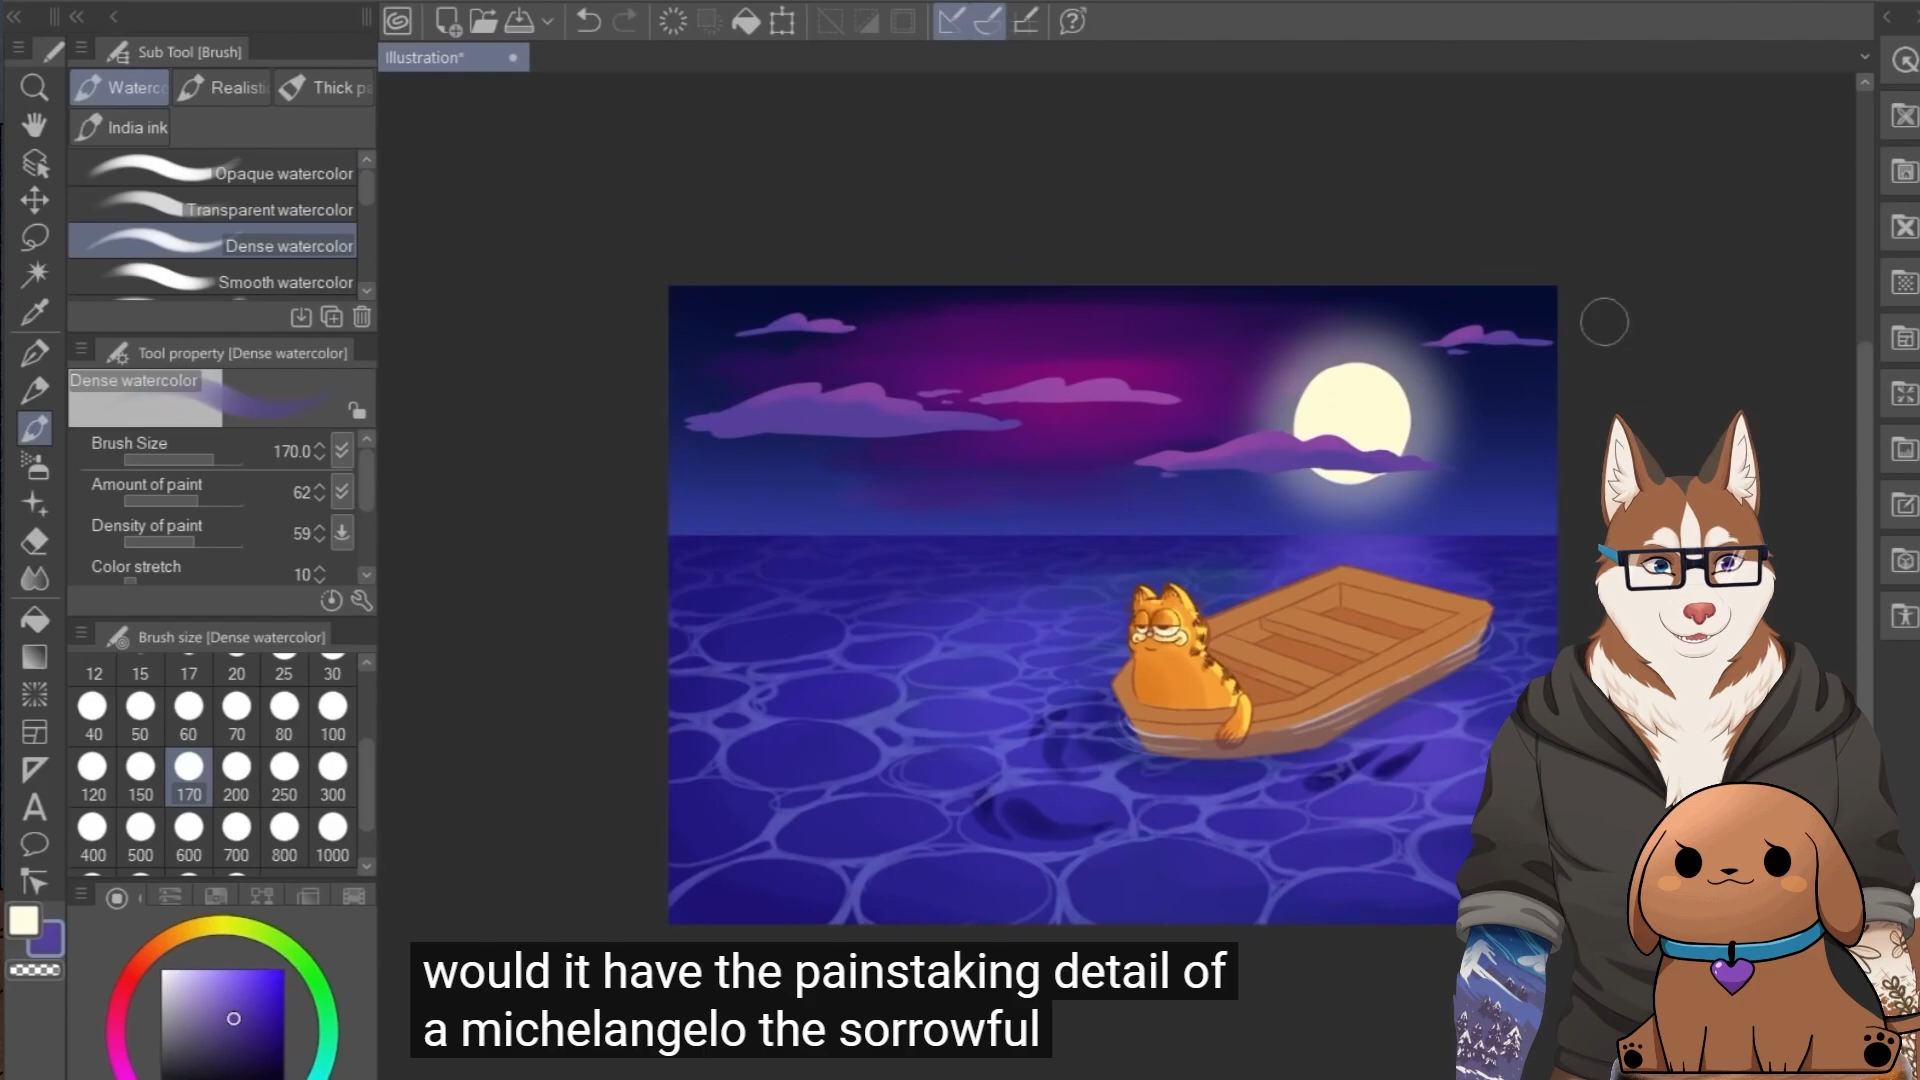 Sub Tool [Brush]
Waterc
Realisti
Thick pa
India ink
Opaque watercolor
Transparent watercolor
Dense watercolor
Smooth watercolor
Tool property [Dense watercolor]
Dense watercolor
Brush Size 170.0
Amount of paint 62
Density of paint 59
Color stretch 10
Brush size [Dense watercolor]
12 15 17 20 25 30
40 50 60 70 80 100
120 150 170 200 250 300
400 500 600 700 800 1000
Illustration*
would it have the painstaking detail of
a michelangelo the sorrowful